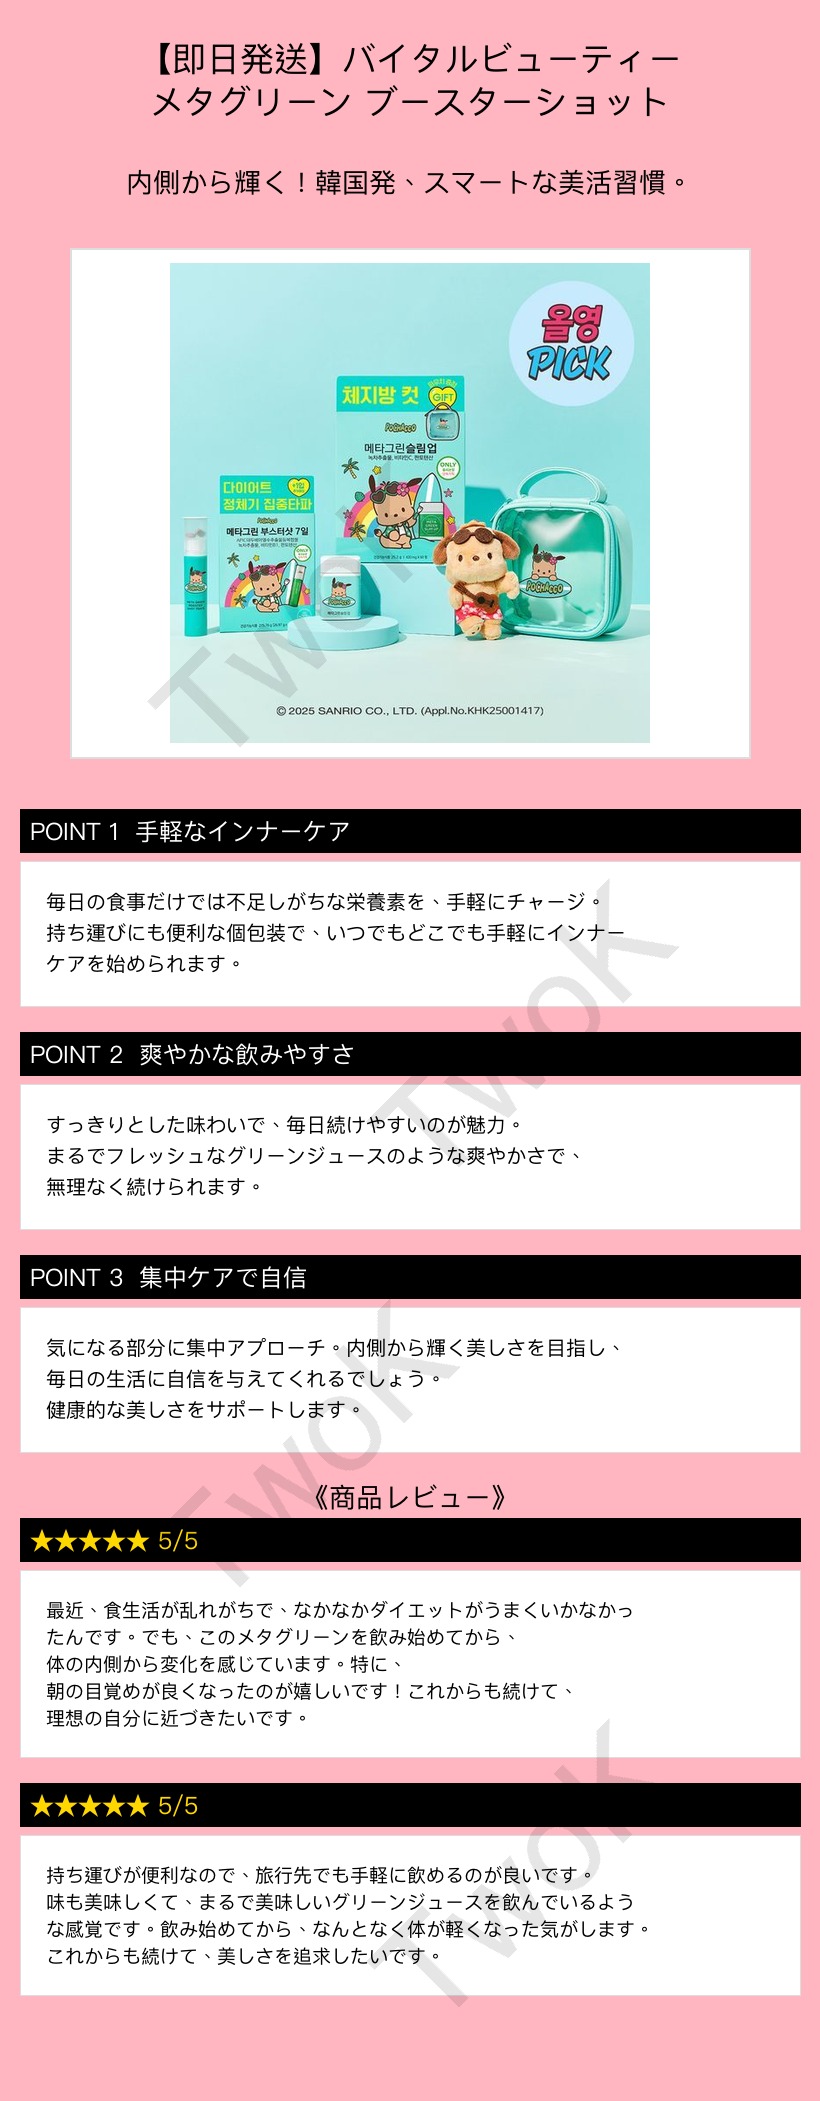 【即日発送】バイタルビューティー
メタグリーン ブースターショット
内側から輝く！韓国発、スマートな美活習慣。
올영
PICK
체지방 컷
GIFT
POCHACCO
메타그린슬림업
녹차추출물, 비타민C, 판토텐산
ONLY
다이어트
정체기 집중타파
+1입
POCHACCO
메타그린 부스터샷 7일
ONLY
POCHACCO
POCHACCO
메타그린
© 2025 SANRIO CO., LTD. (Appl.No.KHK25001417)
TwoK
POINT 1 手軽なインナーケア
毎日の食事だけでは不足しがちな栄養素を、手軽にチャージ。
持ち運びにも便利な個包装で、いつでもどこでも手軽にインナー
ケアを始められます。
TwoK
POINT 2 爽やかな飲みやすさ
すっきりとした味わいで、毎日続けやすいのが魅力。
まるでフレッシュなグリーンジュースのような爽やかさで、
無理なく続けられます。
POINT 3 集中ケアで自信
気になる部分に集中アプローチ。内側から輝く美しさを目指し、
毎日の生活に自信を与えてくれるでしょう。
健康的な美しさをサポートします。
TwoK
《商品レビュー》
★★★★★ 5/5
最近、食生活が乱れがちで、なかなかダイエットがうまくいかなかっ
たんです。でも、このメタグリーンを飲み始めてから、
体の内側から変化を感じています。特に、
朝の目覚めが良くなったのが嬉しいです！これからも続けて、
理想の自分に近づきたいです。
★★★★★ 5/5
持ち運びが便利なので、旅行先でも手軽に飲めるのが良いです。
味も美味しくて、まるで美味しいグリーンジュースを飲んでいるよう
な感覚です。飲み始めてから、なんとなく体が軽くなった気がします。
これからも続けて、美しさを追求したいです。
TwoK